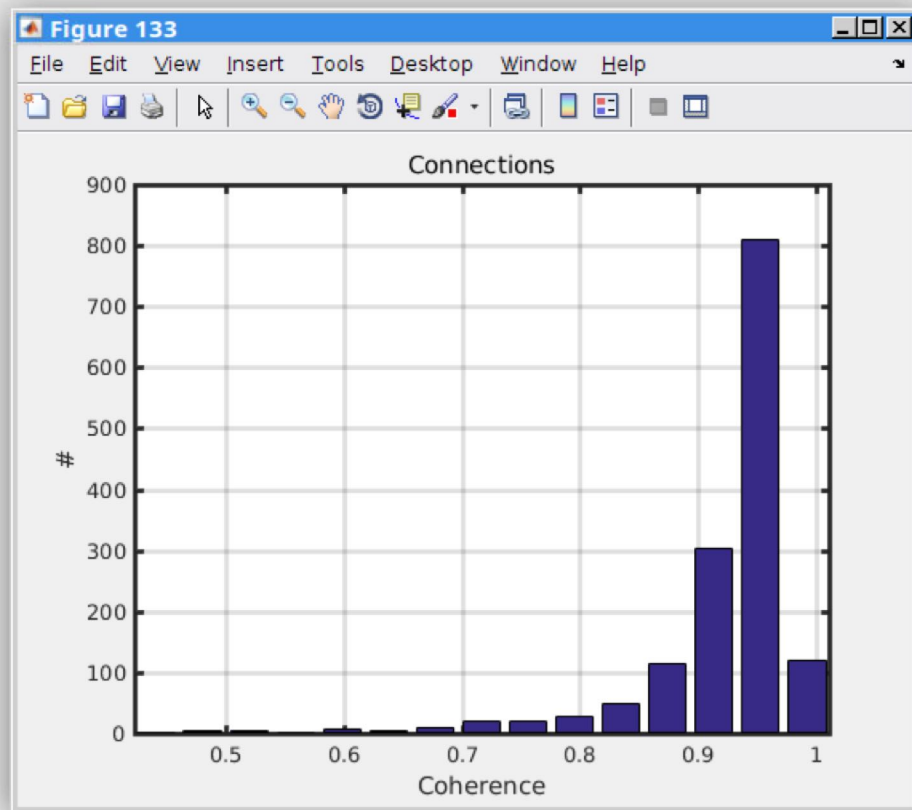 Figure 133
File Edit View Insert Tools Desktop Window Help
Connections
900
800
700
600
500
400
300
200
100
0
#
0.5 0.6 0.7 0.8 0.9 1
Coherence